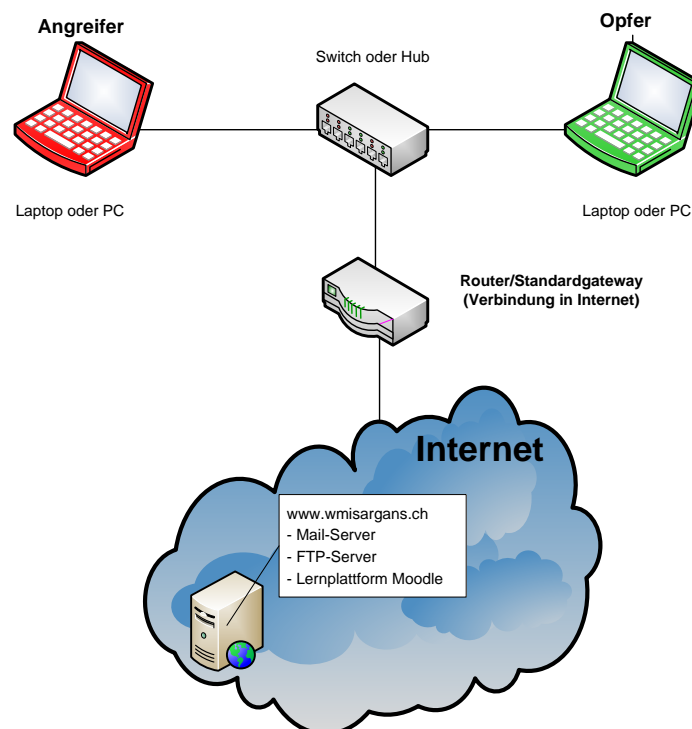 Angreifer
Opfer
Switch oder Hub
Laptop oder PC
Laptop oder PC
Router/Standardgateway
(Verbindung in Internet)
Internet
www.wmisargans.ch
- Mail-Server
- FTP-Server
- Lernplattform Moodle